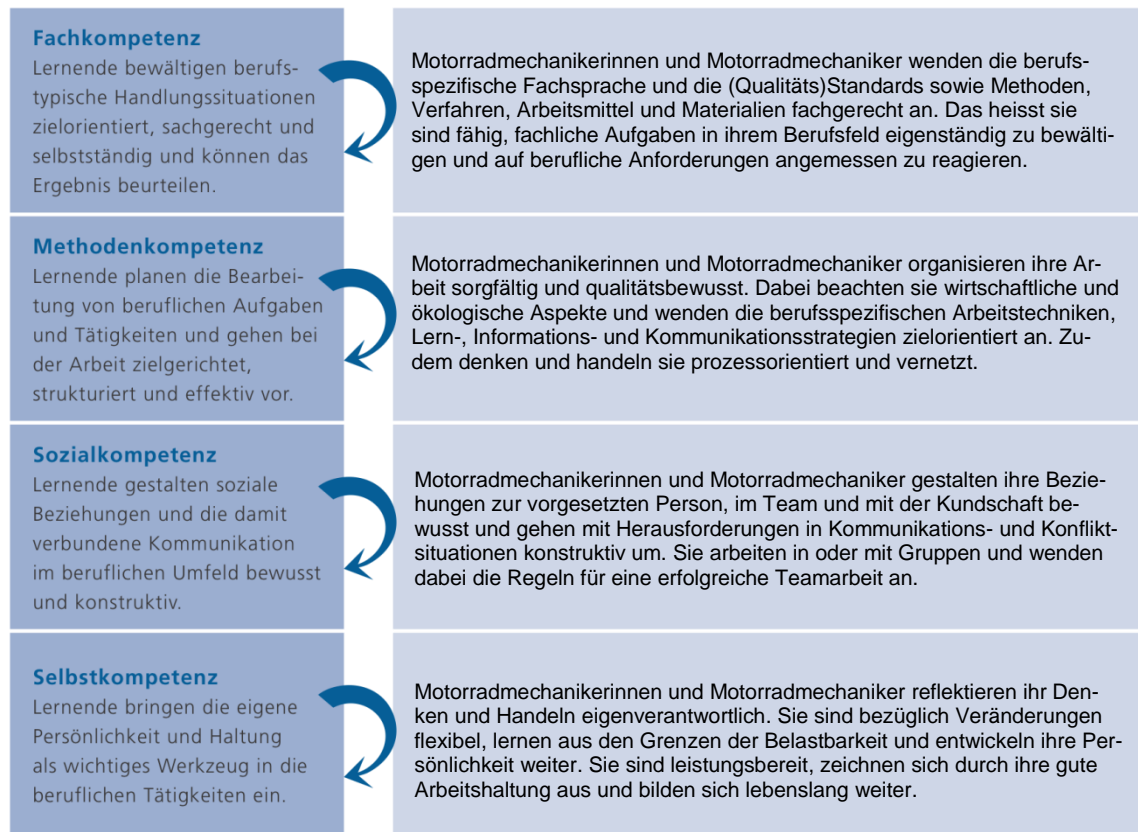 Fachkompetenz
Lernende bewältigen berufs-
typische Handlungssituationen
zielorientiert, sachgerecht und
selbstständig und können das
Ergebnis beurteilen.
Motorradmechanikerinnen und Motorradmechaniker wenden die berufs-
spezifische Fachsprache und die (Qualitäts)Standards sowie Methoden,
Verfahren, Arbeitsmittel und Materialien fachgerecht an. Das heisst sie
sind fähig, fachliche Aufgaben in ihrem Berufsfeld eigenständig zu bewälti-
gen und auf berufliche Anforderungen angemessen zu reagieren.
Methodenkompetenz
Lernende planen die Bearbei-
tung von beruflichen Aufgaben
und Tätigkeiten und gehen bei
der Arbeit zielgerichtet,
strukturiert und effektiv vor.
Motorradmechanikerinnen und Motorradmechaniker organisieren ihre Ar-
beit sorgfältig und qualitätsbewusst. Dabei beachten sie wirtschaftliche und
ökologische Aspekte und wenden die berufsspezifischen Arbeitstechniken,
Lern-, Informations- und Kommunikationsstrategien zielorientiert an. Zu-
dem denken und handeln sie prozessorientiert und vernetzt.
Sozialkompetenz
Lernende gestalten soziale
Beziehungen und die damit
verbundene Kommunikation
im beruflichen Umfeld bewusst
und konstruktiv.
Motorradmechanikerinnen und Motorradmechaniker gestalten ihre Bezie-
hungen zur vorgesetzten Person, im Team und mit der Kundschaft be-
wusst und gehen mit Herausforderungen in Kommunikations- und Konflikt-
situationen konstruktiv um. Sie arbeiten in oder mit Gruppen und wenden
dabei die Regeln für eine erfolgreiche Teamarbeit an.
Selbstkompetenz
Lernende bringen die eigene
Persönlichkeit und Haltung
als wichtiges Werkzeug in die
beruflichen Tätigkeiten ein.
Motorradmechanikerinnen und Motorradmechaniker reflektieren ihr Den-
ken und Handeln eigenverantwortlich. Sie sind bezüglich Veränderungen
flexibel, lernen aus den Grenzen der Belastbarkeit und entwickeln ihre Per-
sönlichkeit weiter. Sie sind leistungsbereit, zeichnen sich durch ihre gute
Arbeitshaltung aus und bilden sich lebenslang weiter.